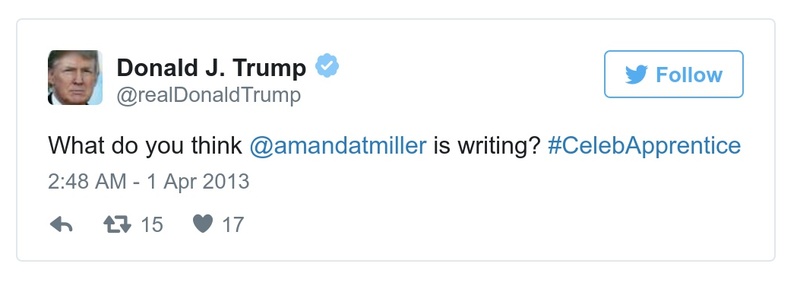 Donald J. Trump
@realDonaldTrump
Follow
What do you think @amandatmiller is writing? #CelebApprentice
2:48 AM - 1 Apr 2013
15 17